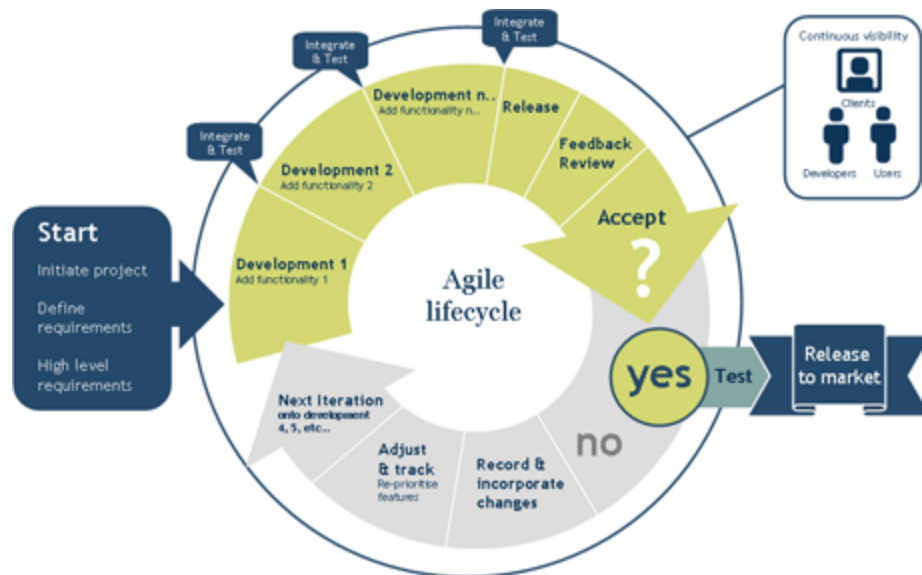 Start
Initiate project
Define
requirements
High level
requirements
Integrate
& Test
Integrate
& Test
Integrate
& Test
Development 1
Add functionality 1
Development 2
Add functionality 2
Development n..
Add functionality n...
Release
Feedback
Review
Accept
?
Agile
lifecycle
yes
Test
Release
to market
no
Record &
incorporate
changes
Adjust
& track
Re-prioritise
features
Next Iteration
onto development
4, 5, etc...
Continuous visibility
Clients
Developers
Users